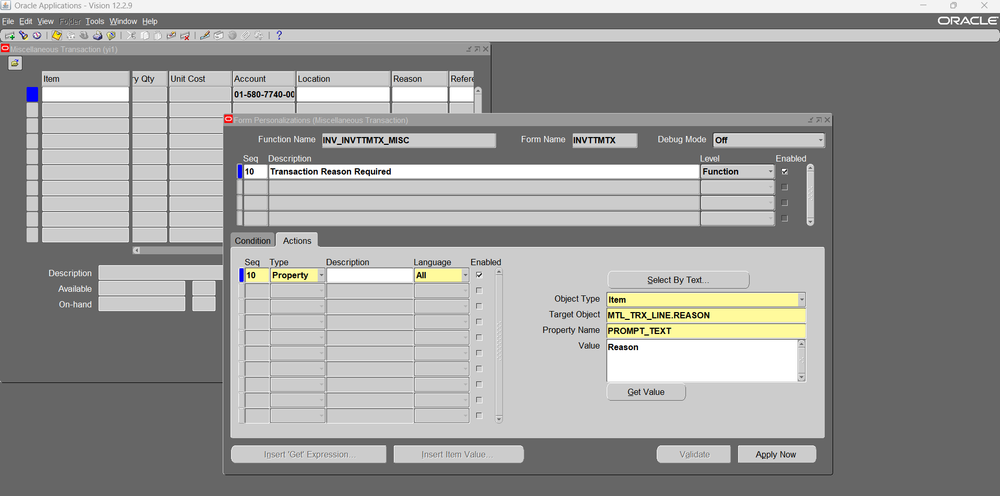 Oracle Applications - Vision 12.2.9
File Edit View Folder Tools Window Help
ORACLE
Miscellaneous Transaction (yi1)
Item ry Qty Unit Cost Account Location Reason Refere
01-580-7740-00
Form Personalizations (Miscellaneous Transaction)
Function Name INV_INVTTMTX_MISC Form Name INVTTMTX Debug Mode Off
Seq Description Level Enabled
10 Transaction Reason Required Function
Condition Actions
Seq Type Description Language Enabled
10 Property All
Select By Text...
Object Type Item
Target Object MTL_TRX_LINE.REASON
Property Name PROMPT_TEXT
Value Reason
Get Value
Description
Available
On-hand
Insert 'Get' Expression... Insert Item Value... Validate Apply Now